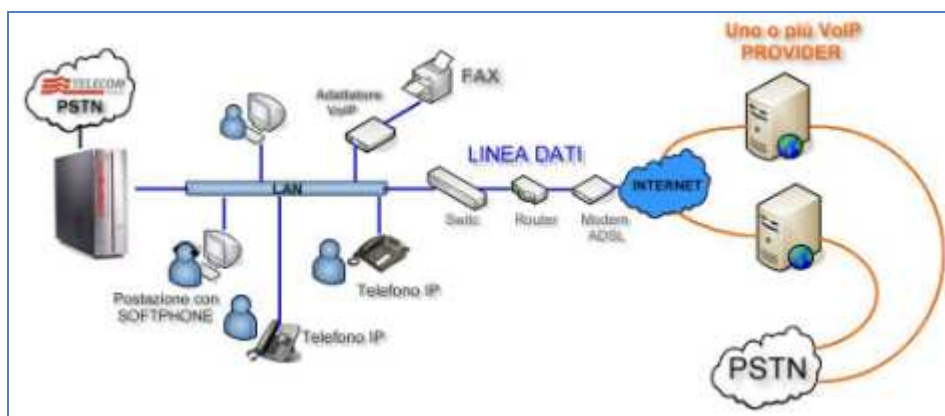 Uno o più VoIP
PROVIDER
TELECOM
PSTN
FAX
Adattatore
VoIP
LINEA DATI
LAN
INTERNET
Switc
Router
Modem
ADSL
Postazione con
SOFTPHONE
Telefono IP
Telefono IP
PSTN